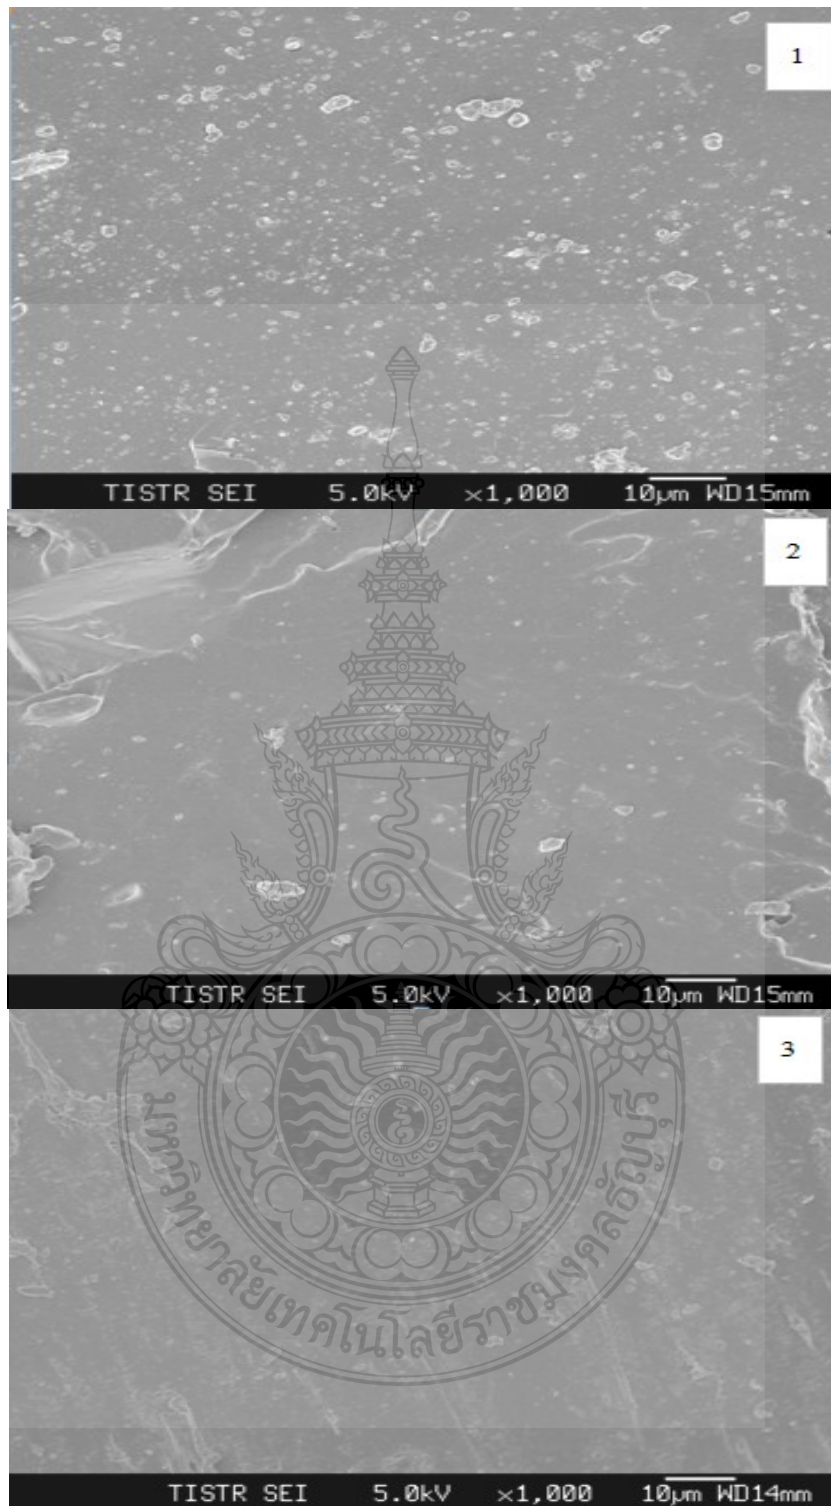 1
TISTR SEI 5.0kV ×1,000 10μm WD15mm
2
TISTR SEI 5.0kV ×1,000 10μm WD15mm
3
มหาวิทยาลัยเทคโนโลยีราชมงคลธัญบุรี
TISTR SEI 5.0kV ×1,000 10μm WD14mm